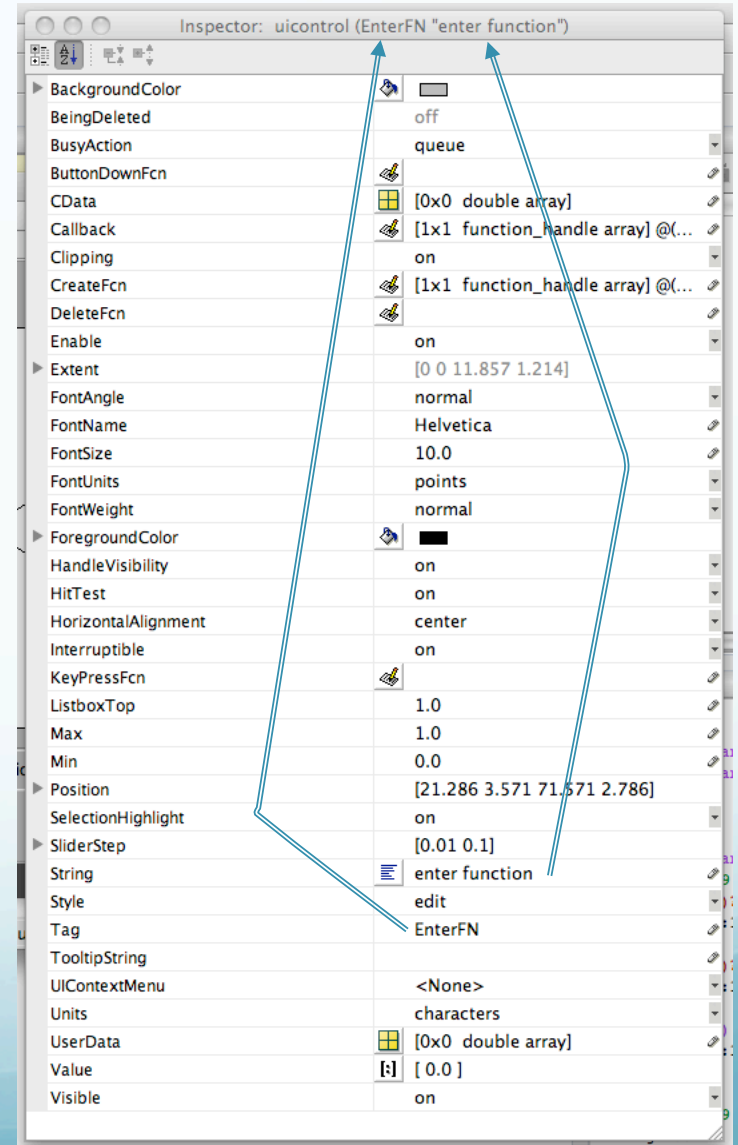 Inspector: uicontrol (EnterFN "enter function")
BackgroundColor
BeingDeleted off
BusyAction queue
ButtonDownFcn
CData [0x0 double array]
Callback [1x1 function_handle array] @(...
Clipping on
CreateFcn [1x1 function_handle array] @(...
DeleteFcn
Enable on
Extent [0 0 11.857 1.214]
FontAngle normal
FontName Helvetica
FontSize 10.0
FontUnits points
FontWeight normal
ForegroundColor
HandleVisibility on
HitTest on
HorizontalAlignment center
Interruptible on
KeyPressFcn
ListboxTop 1.0
Max 1.0
Min 0.0
Position [21.286 3.571 71.571 2.786]
SelectionHighlight on
SliderStep [0.01 0.1]
String enter function
Style edit
Tag EnterFN
TooltipString
UIContextMenu <None>
Units characters
UserData [0x0 double array]
Value [ 0.0 ]
Visible on